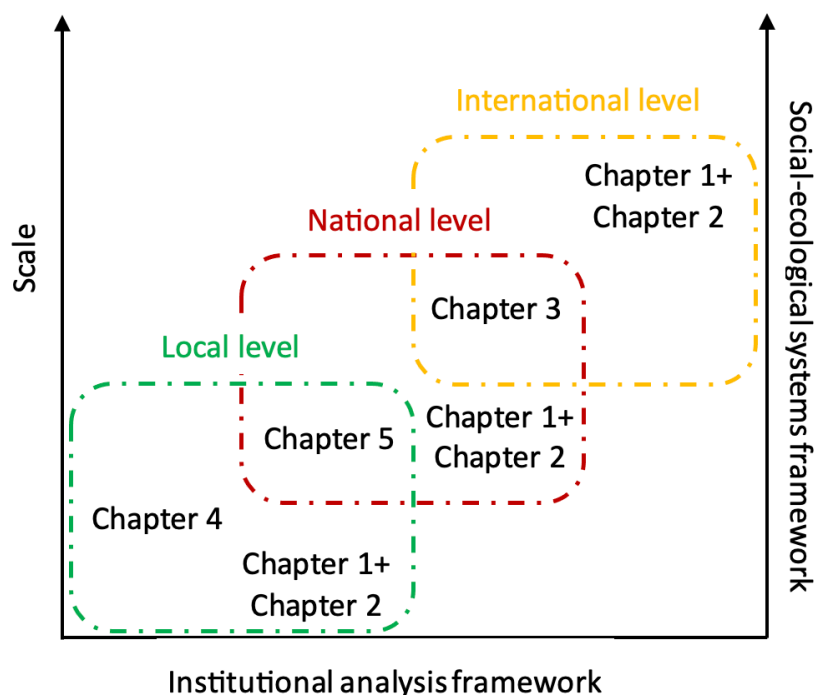 International level
Chapter 1+
Chapter 2
National level
Chapter 3
Scale
Social-ecological systems framework
Local level
Chapter 1+
Chapter 2
Chapter 5
Chapter 4
Chapter 1+
Chapter 2
Institutional analysis framework